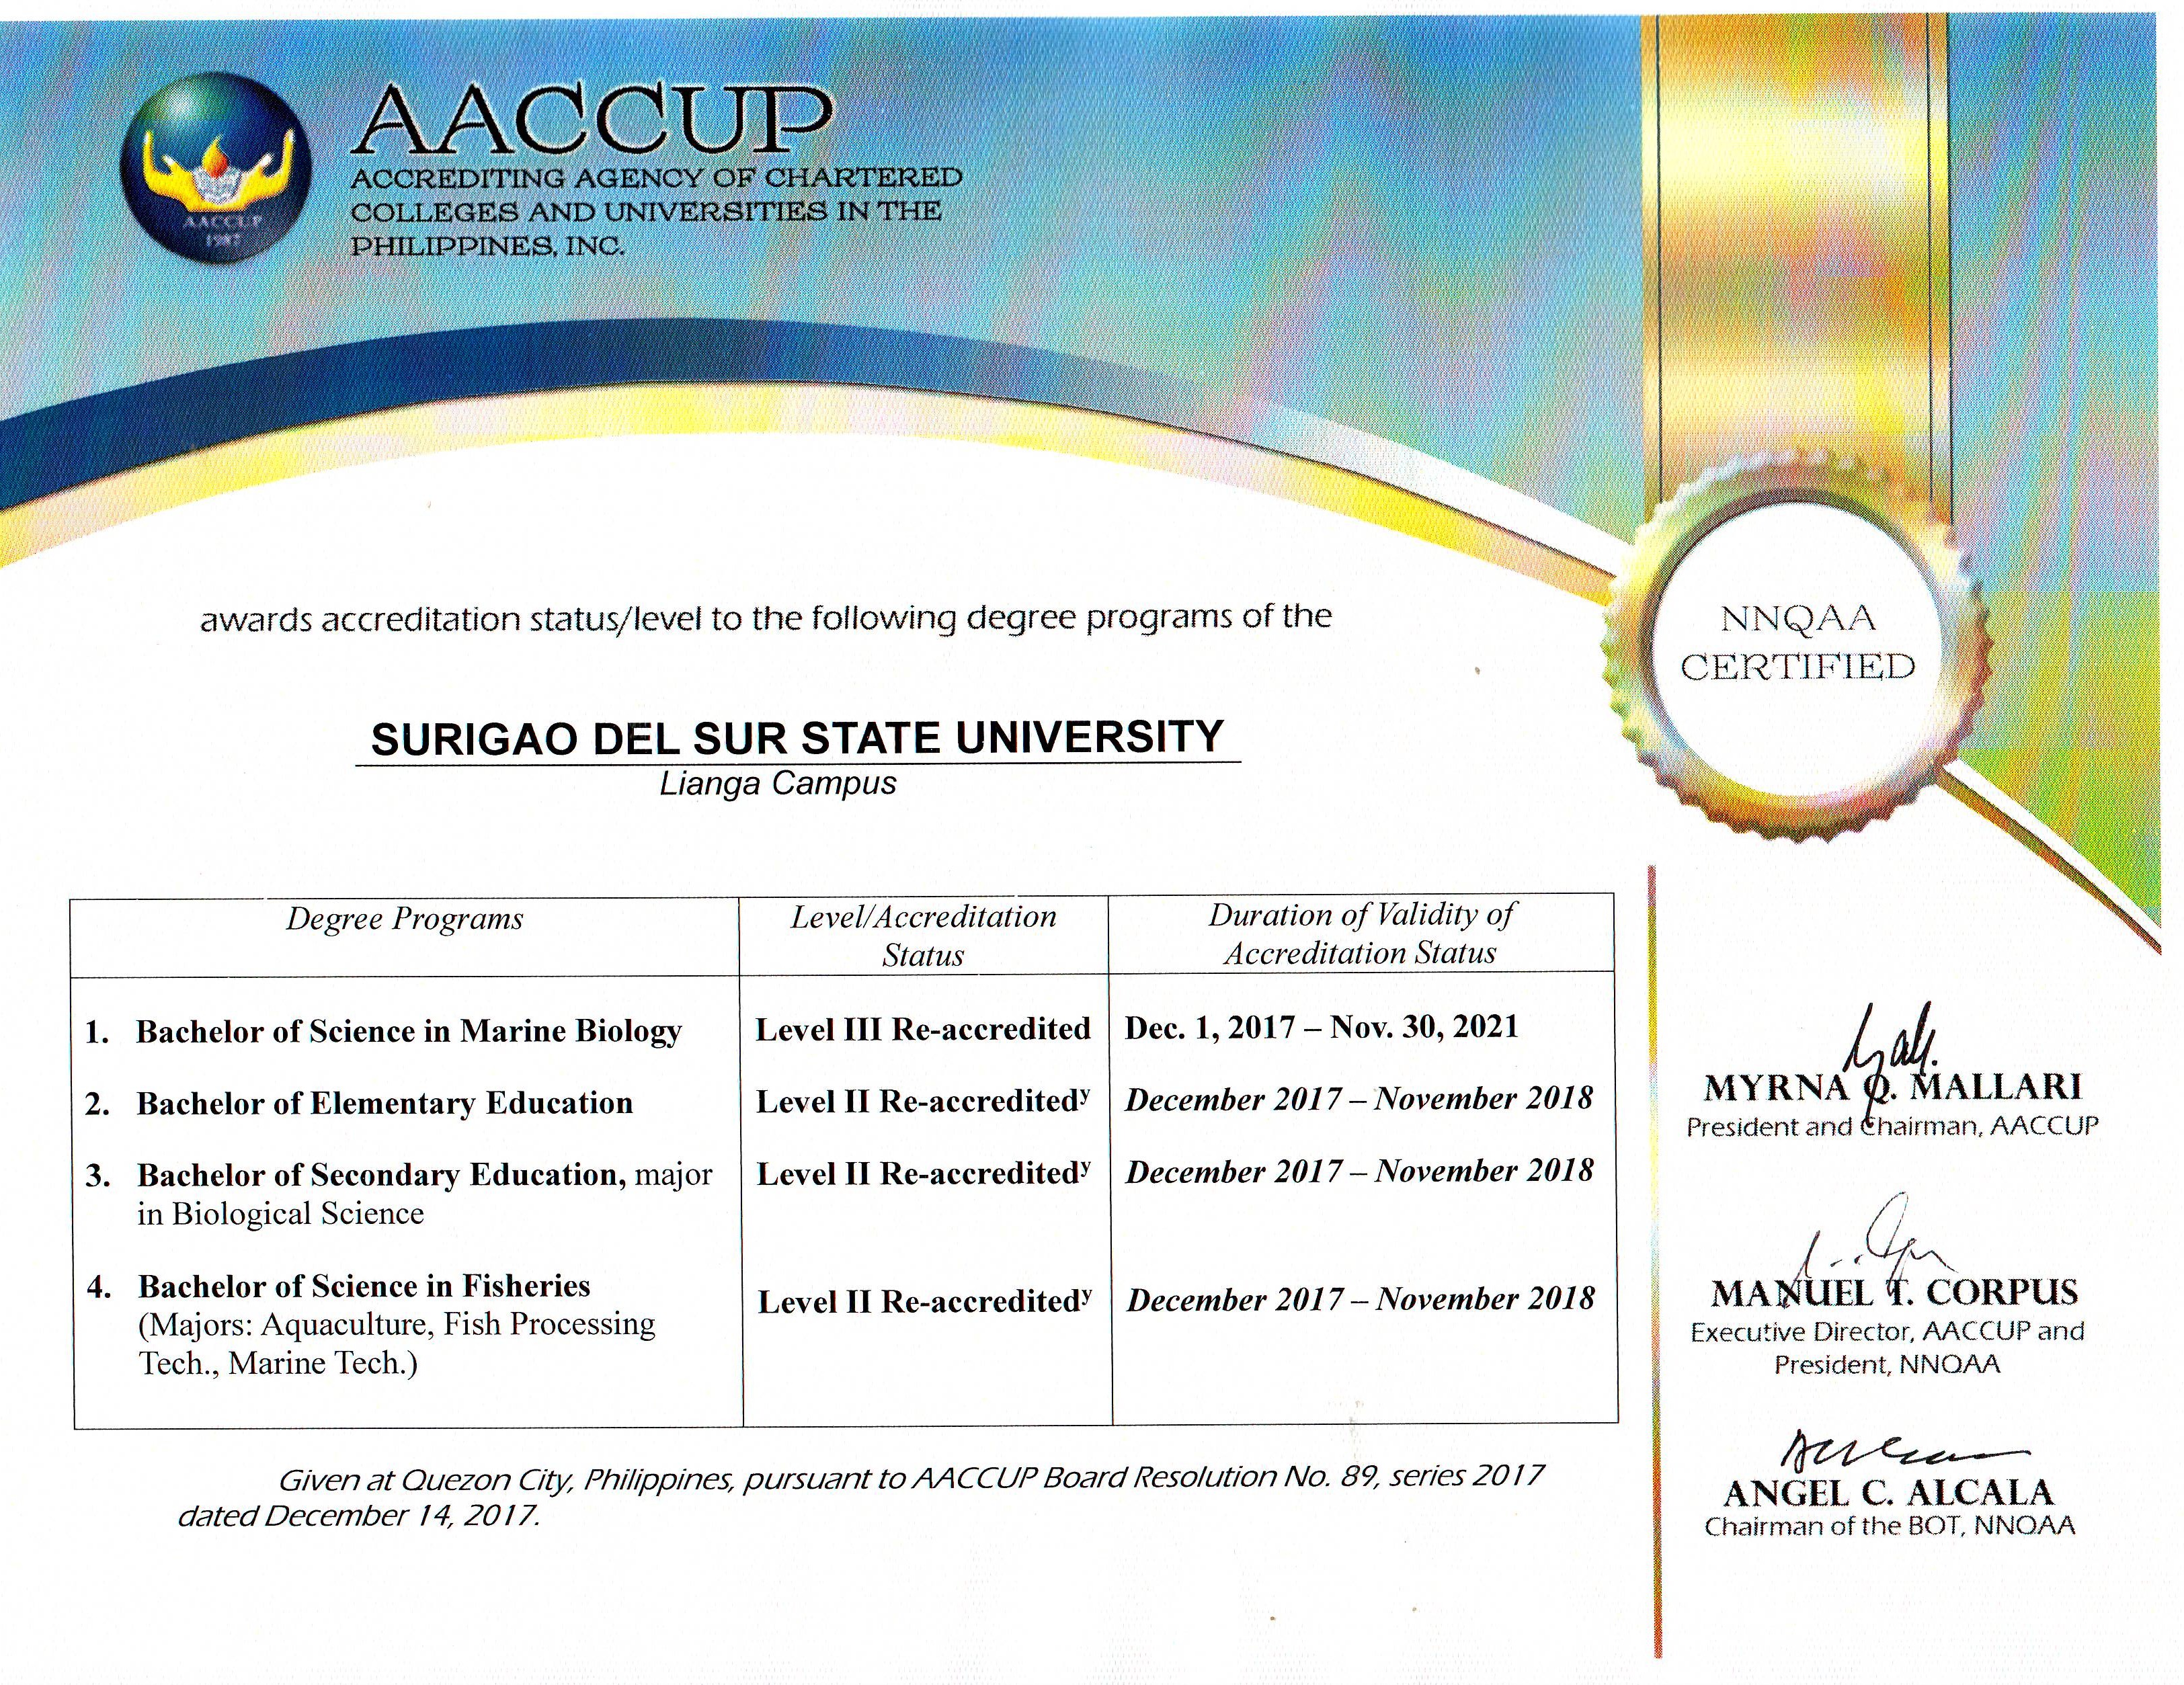 AACCUP
ACCREDITING AGENCY OF CHARTERED
COLLEGES AND UNIVERSITIES IN THE
PHILIPPINES, INC.
AACCUP
1987
awards accreditation status/level to the following degree programs of the
NNQAA
CERTIFIED
SURIGAO DEL SUR STATE UNIVERSITY
Lianga Campus
Degree Programs
Level/Accreditation
Status
Duration of Validity of
Accreditation Status
1. Bachelor of Science in Marine Biology
Level III Re-accredited
Dec. 1, 2017 – Nov. 30, 2021
2. Bachelor of Elementary Education
Level II Re-accreditedʸ
December 2017 – November 2018
3. Bachelor of Secondary Education, major
in Biological Science
Level II Re-accreditedʸ
December 2017 – November 2018
4. Bachelor of Science in Fisheries
(Majors: Aquaculture, Fish Processing
Tech., Marine Tech.)
Level II Re-accreditedʸ
December 2017 – November 2018
Given at Quezon City, Philippines, pursuant to AACCUP Board Resolution No. 89, series 2017
dated December 14, 2017.
MYRNA Q. MALLARI
President and Chairman, AACCUP
MANUEL T. CORPUS
Executive Director, AACCUP and
President, NNQAA
ANGEL C. ALCALA
Chairman of the BOT, NNQAA